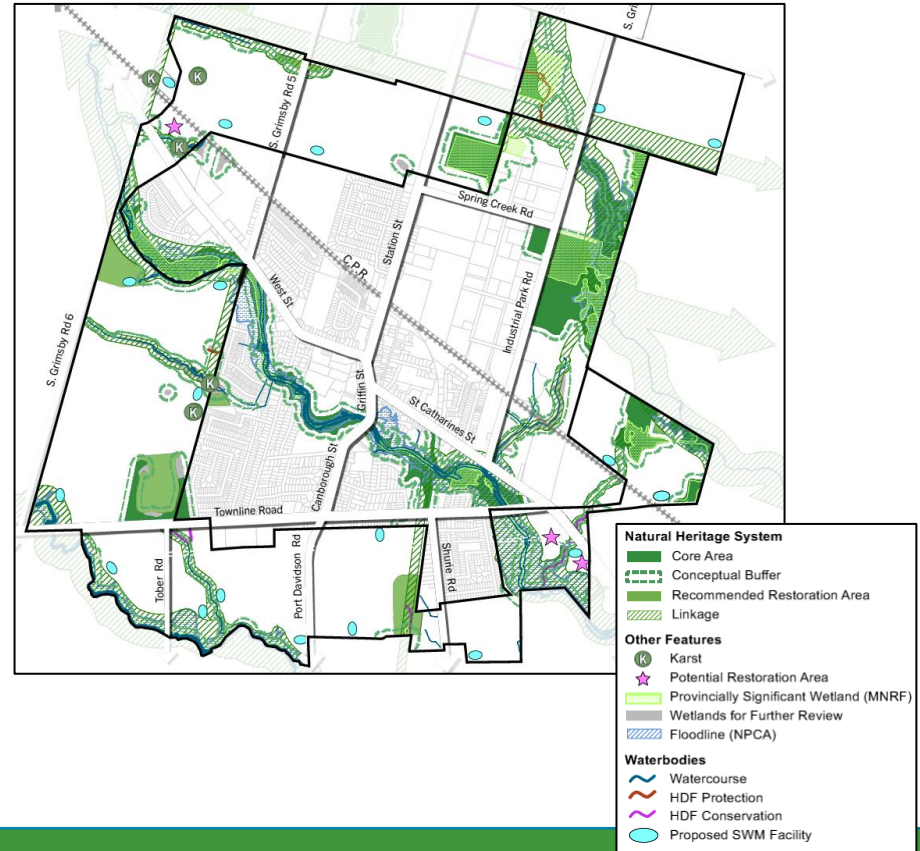 S. Gri
S. Grimsby Rd 5
K
K
K
Spring Creek Rd
Station St
C.P.R.
West St
Industrial Park Rd
S. Grimsby Rd 6
Griffin St
K
K
St Catharines St
Canborough St
Townline Road
Tober Rd
Port Davidson Rd
Shurie Rd
Natural Heritage System
Core Area
Conceptual Buffer
Recommended Restoration Area
Linkage
Other Features
K Karst
Potential Restoration Area
Provincially Significant Wetland (MNRF)
Wetlands for Further Review
Floodline (NPCA)
Waterbodies
Watercourse
HDF Protection
HDF Conservation
Proposed SWM Facility